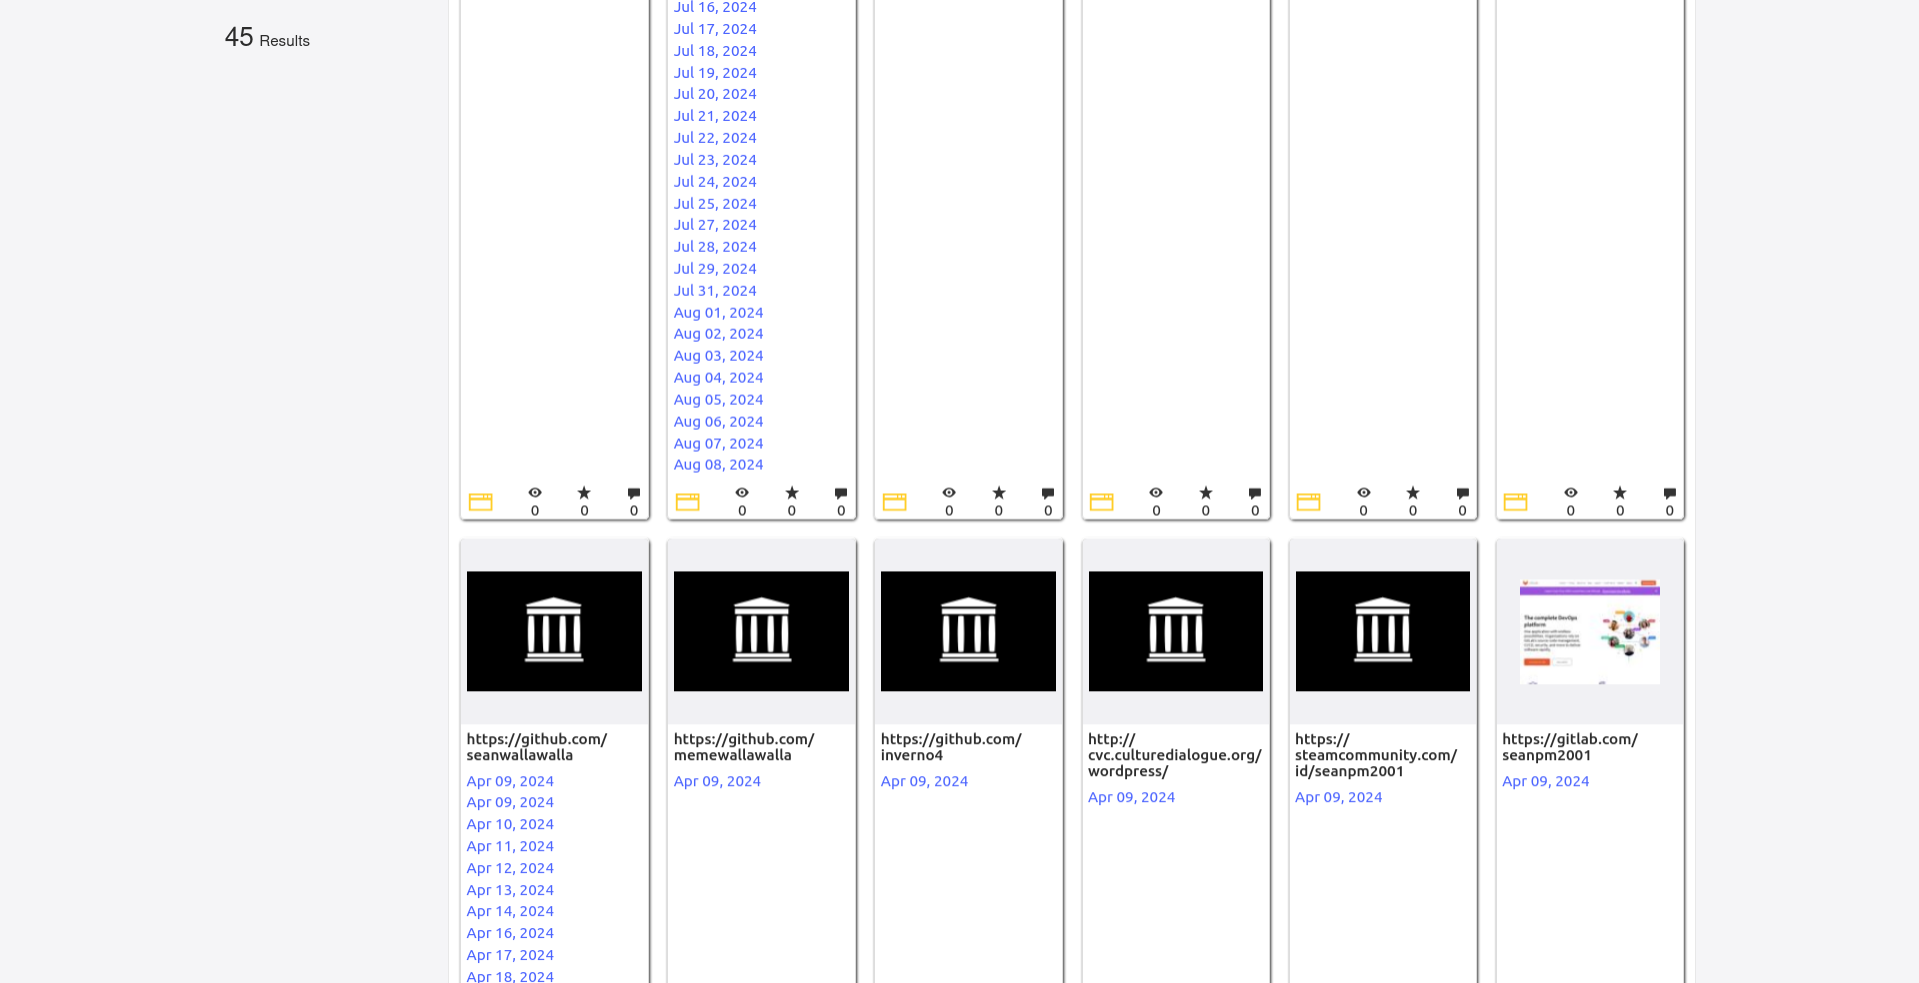 45 Results
Jul 16, 2024
Jul 17, 2024
Jul 18, 2024
Jul 19, 2024
Jul 20, 2024
Jul 21, 2024
Jul 22, 2024
Jul 23, 2024
Jul 24, 2024
Jul 25, 2024
Jul 27, 2024
Jul 28, 2024
Jul 29, 2024
Jul 31, 2024
Aug 01, 2024
Aug 02, 2024
Aug 03, 2024
Aug 04, 2024
Aug 05, 2024
Aug 06, 2024
Aug 07, 2024
Aug 08, 2024
0 0 0
0 0 0
0 0 0
0 0 0
0 0 0
0 0 0
https://github.com/
seanwallawalla
Apr 09, 2024
Apr 09, 2024
Apr 10, 2024
Apr 11, 2024
Apr 12, 2024
Apr 13, 2024
Apr 14, 2024
Apr 16, 2024
Apr 17, 2024
Apr 18, 2024
https://github.com/
memewallawalla
Apr 09, 2024
https://github.com/
inverno4
Apr 09, 2024
http://
cvc.culturedialogue.org/
wordpress/
Apr 09, 2024
https://
steamcommunity.com/
id/seanpm2001
Apr 09, 2024
The complete DevOps
platform
https://gitlab.com/
seanpm2001
Apr 09, 2024